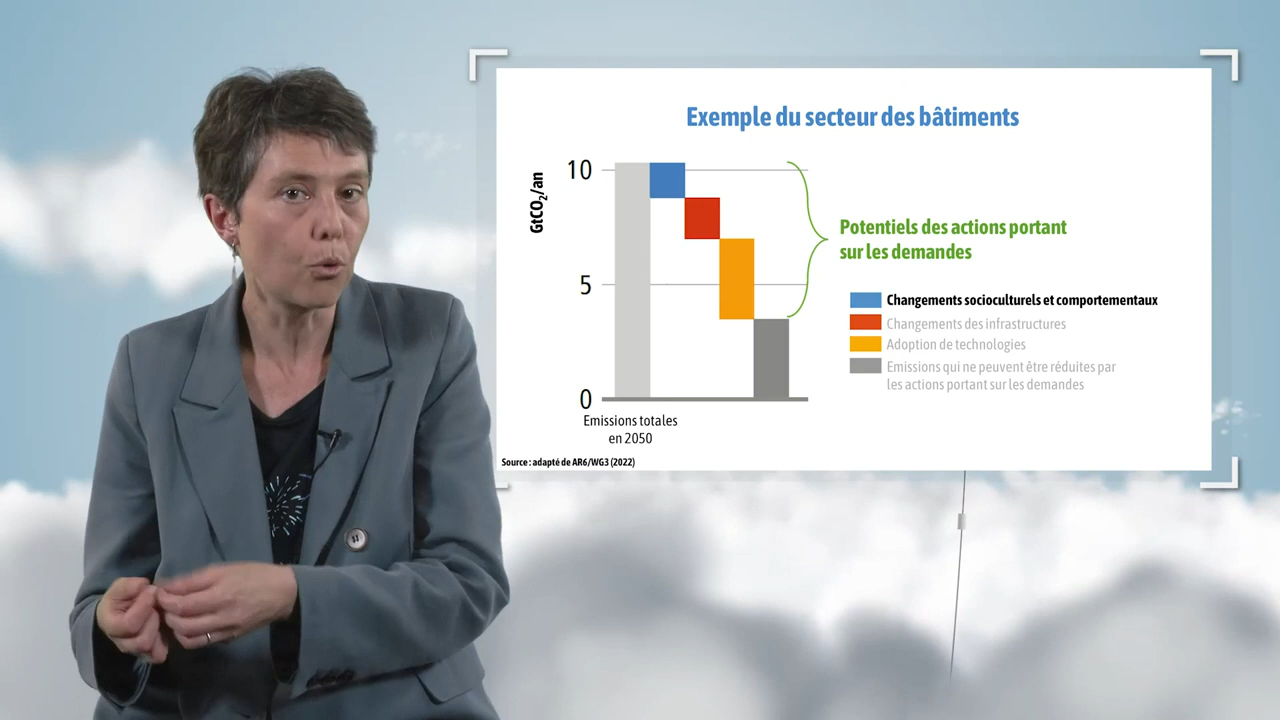 Exemple du secteur des bâtiments
10
GtCO₂/an
5
0
Emissions totales
en 2050
Potentiels des actions portant
sur les demandes
Changements socioculturels et comportementaux
Changements des infrastructures
Adoption de technologies
Emissions qui ne peuvent être réduites par
les actions portant sur les demandes
Source : adapté de AR6/WG3 (2022)